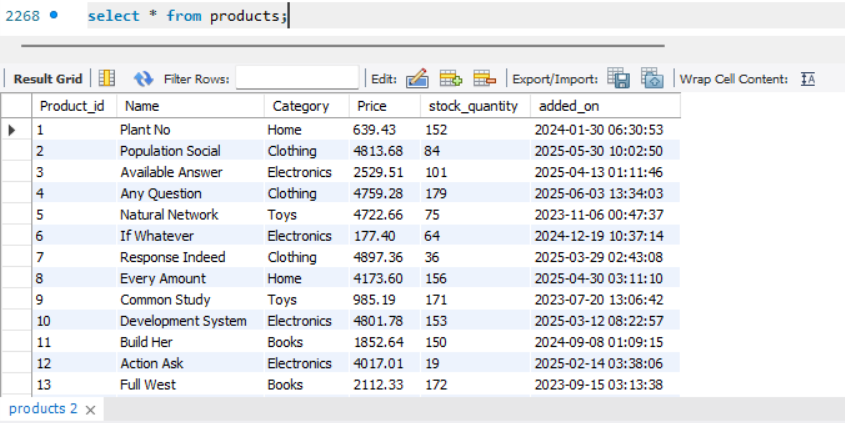 2268 select * from products;
Result Grid Filter Rows: Edit: Export/Import: Wrap Cell Content: IA
Product_id Name Category Price stock_quantity added_on
1 Plant No Home 639.43 152 2024-01-30 06:30:53
2 Population Social Clothing 4813.68 84 2025-05-30 10:02:50
3 Available Answer Electronics 2529.51 101 2025-04-13 01:11:46
4 Any Question Clothing 4759.28 179 2025-06-03 13:34:03
5 Natural Network Toys 4722.66 75 2023-11-06 00:47:37
6 If Whatever Electronics 177.40 64 2024-12-19 10:37:14
7 Response Indeed Clothing 4897.36 36 2025-03-29 02:43:08
8 Every Amount Home 4173.60 156 2025-04-30 03:11:10
9 Common Study Toys 985.19 171 2023-07-20 13:06:42
10 Development System Electronics 4801.78 153 2025-03-12 08:22:57
11 Build Her Books 1852.64 150 2024-09-08 01:09:15
12 Action Ask Electronics 4017.01 19 2025-02-14 03:38:06
13 Full West Books 2112.33 172 2023-09-15 03:13:38
products 2